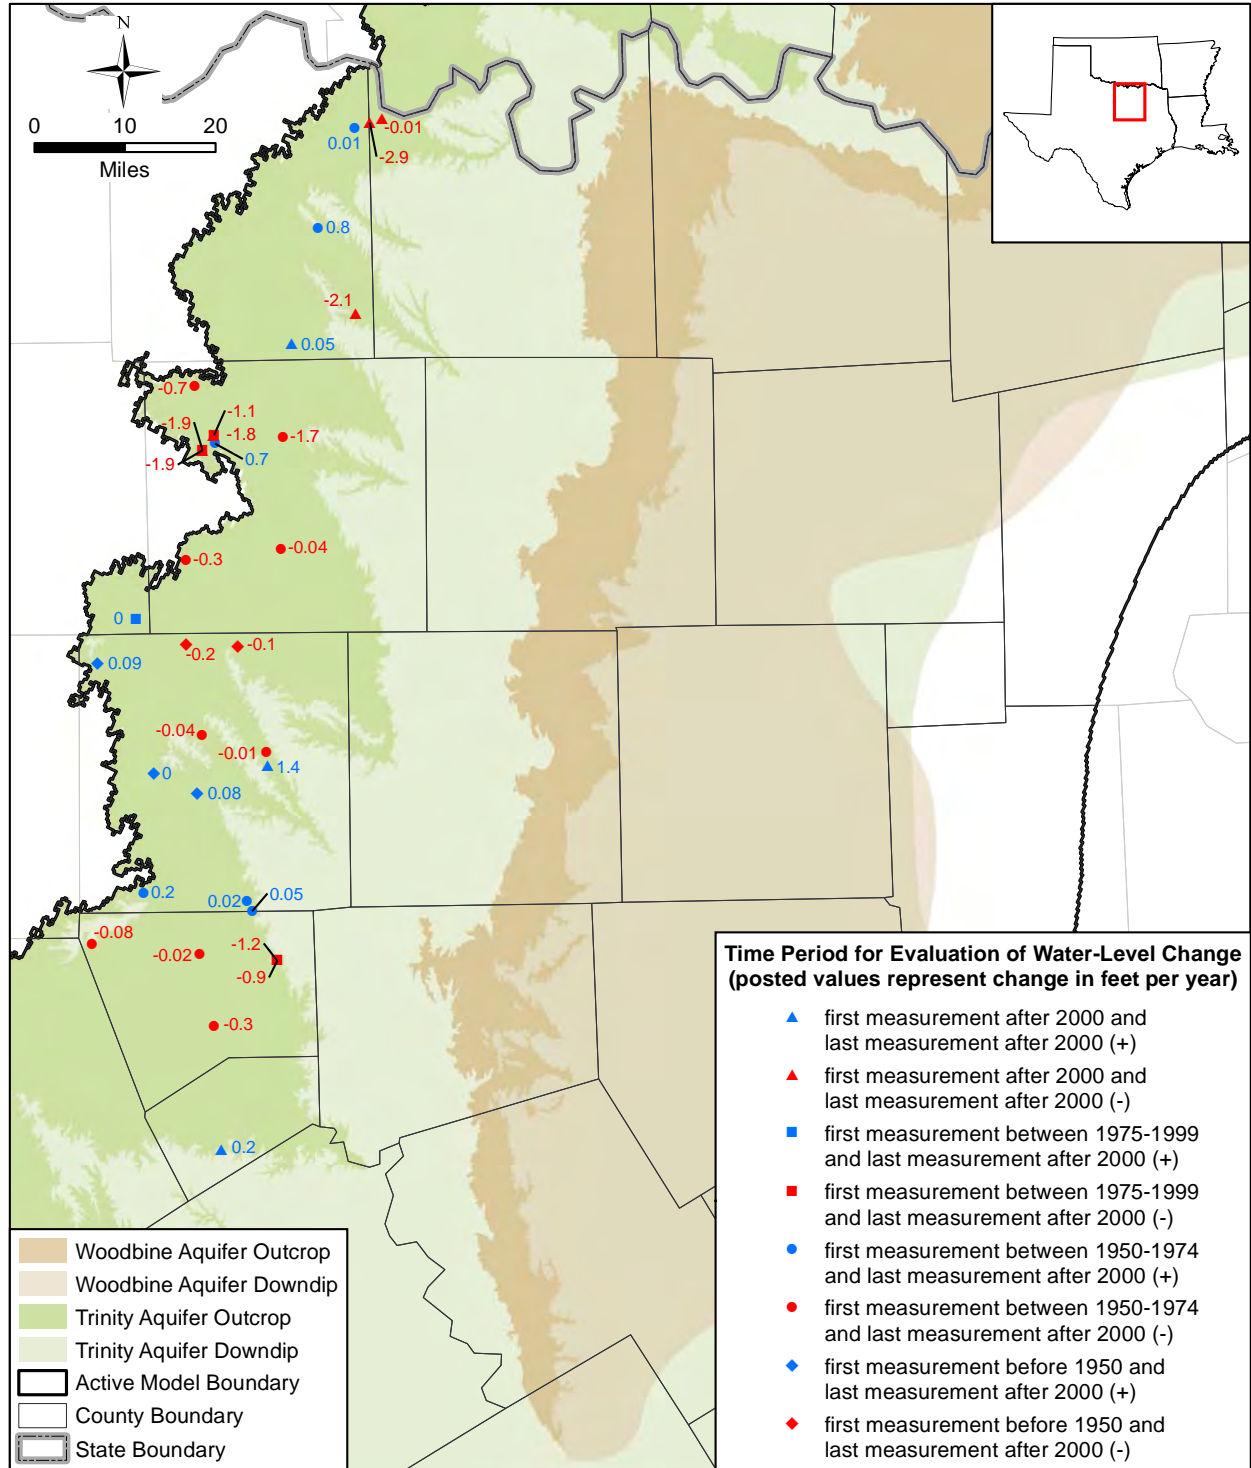 N
0 10 20
Miles
-0.01
0.01
-2.9
0.8
-2.1
0.05
-0.7
-1.1
-1.9
-1.8
-1.7
0.7
-1.9
-0.04
-0.3
0
-0.2
-0.1
0.09
-0.04
-0.01
1.4
0
0.08
0.2
0.02
0.05
-0.08
-1.2
-0.02
-0.9
-0.3
0.2
Time Period for Evaluation of Water-Level Change
(posted values represent change in feet per year)
first measurement after 2000 and
last measurement after 2000 (+)
first measurement after 2000 and
last measurement after 2000 (-)
first measurement between 1975-1999
and last measurement after 2000 (+)
first measurement between 1975-1999
and last measurement after 2000 (-)
first measurement between 1950-1974
and last measurement after 2000 (+)
first measurement between 1950-1974
and last measurement after 2000 (-)
first measurement before 1950 and
last measurement after 2000 (+)
first measurement before 1950 and
last measurement after 2000 (-)
Woodbine Aquifer Outcrop
Woodbine Aquifer Downdip
Trinity Aquifer Outcrop
Trinity Aquifer Downdip
Active Model Boundary
County Boundary
State Boundary